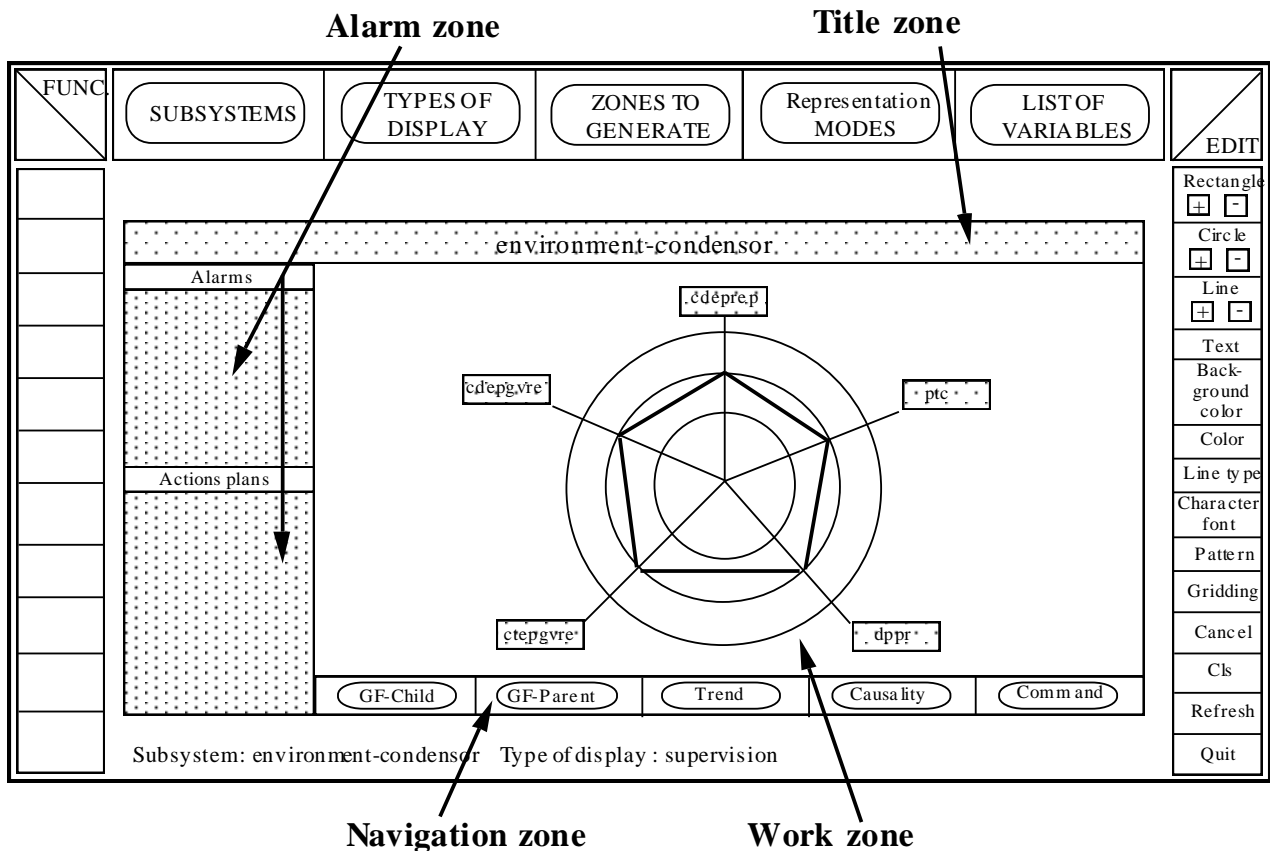 Alarm zone
Title zone
FUNC.
SUBSYSTEMS
TYPES OF
DISPLAY
ZONES TO
GENERATE
Representation
MODES
LIST OF
VARIABLES
EDIT
Rectangle
+ -
Circle
+ -
Line
+ -
Text
Back-
ground
color
Color
Line type
Character
font
Pattern
Gridding
Cancel
Cls
Refresh
Quit
environment-condensor
Alarms
Actions plans
cdeprep
cdepgvre
ptc
ctepgvre
dppr
GF-Child
GF-Parent
Trend
Causality
Command
Subsystem: environment-condensor Type of display : supervision
Navigation zone
Work zone